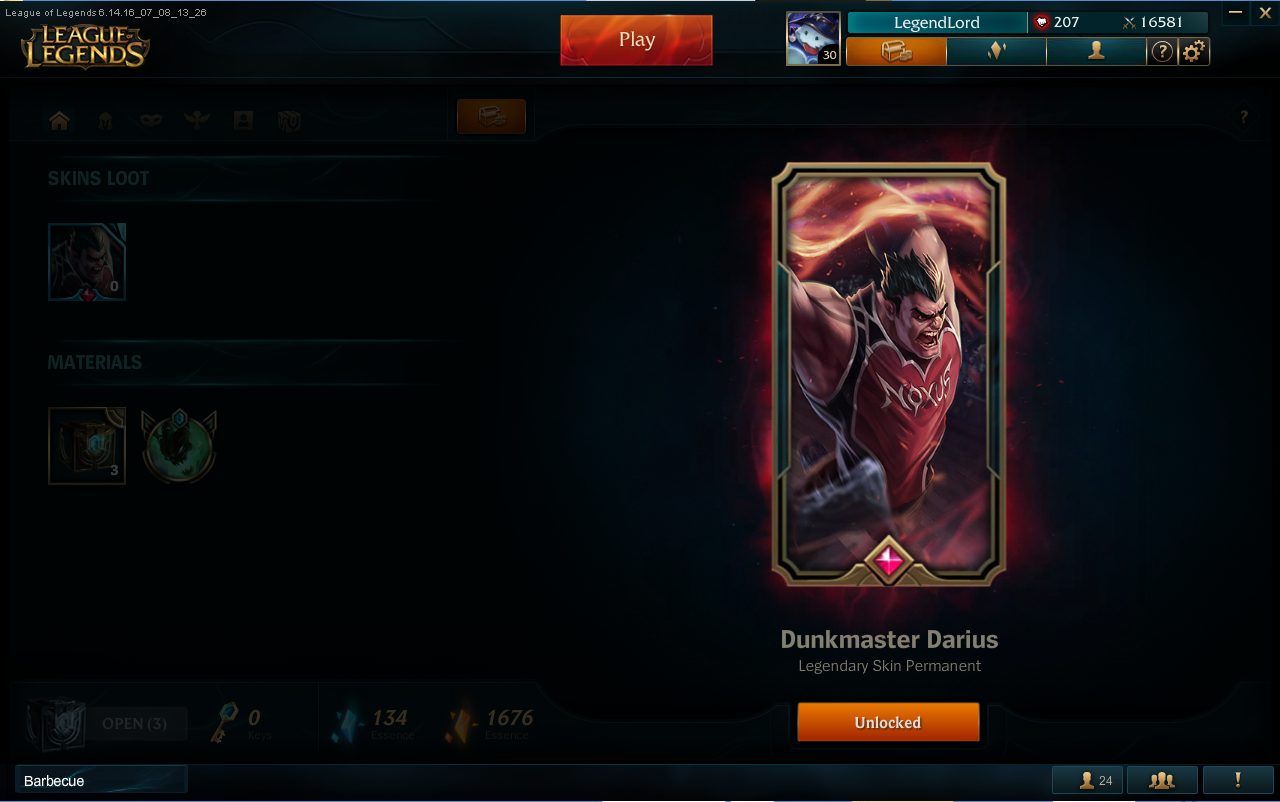 League of Legends 6.14.16_07_08_13_26
LEAGUE OF LEGENDS
Play
30
LegendLord
207
16581
?
?
SKINS LOOT
0
MATERIALS
3
NOXUS
Dunkmaster Darius
Legendary Skin Permanent
Unlocked
OPEN (3)
0
Keys
134
Essence
1676
Essence
Barbecue
24
!